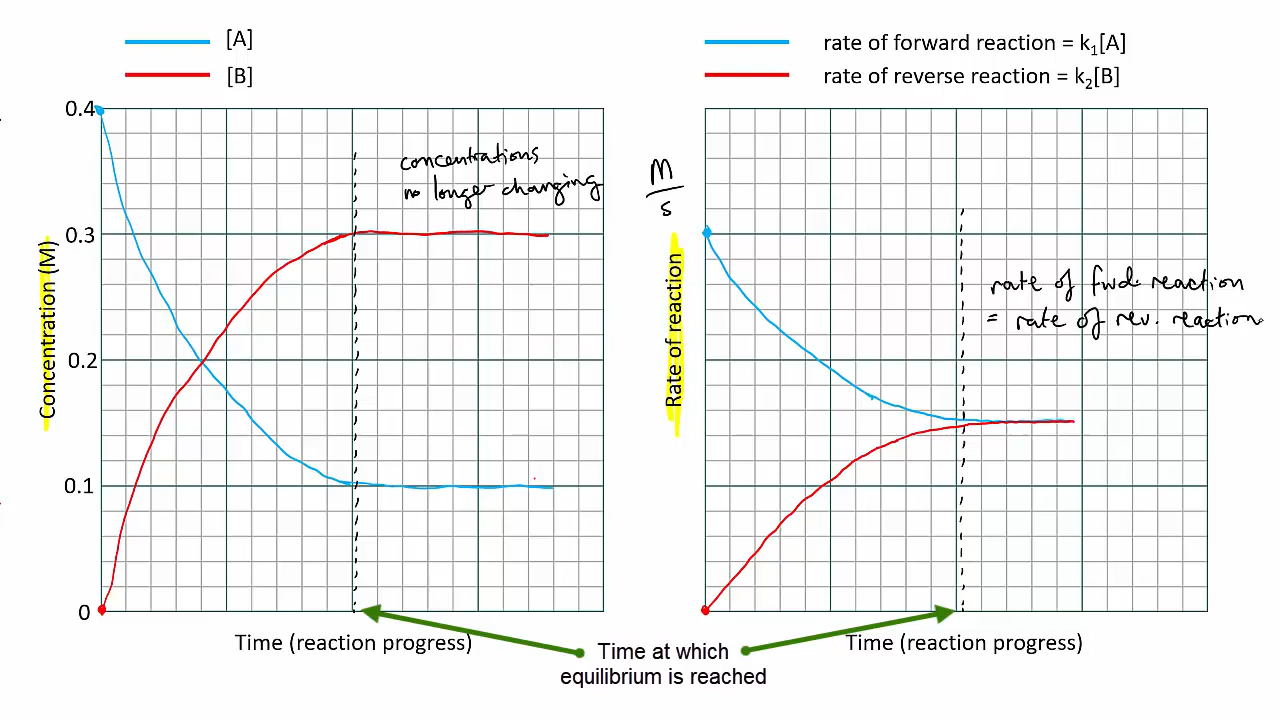 [A]
[B]
0.4
0.3
0.2
0.1
0
Concentration (M)
concentrations
no longer changing
Time (reaction progress)
rate of forward reaction = k₁[A]
rate of reverse reaction = k₂[B]
M
s
Rate of reaction
rate of fwd. reaction
= rate of rev. reaction
Time (reaction progress)
Time at which
equilibrium is reached